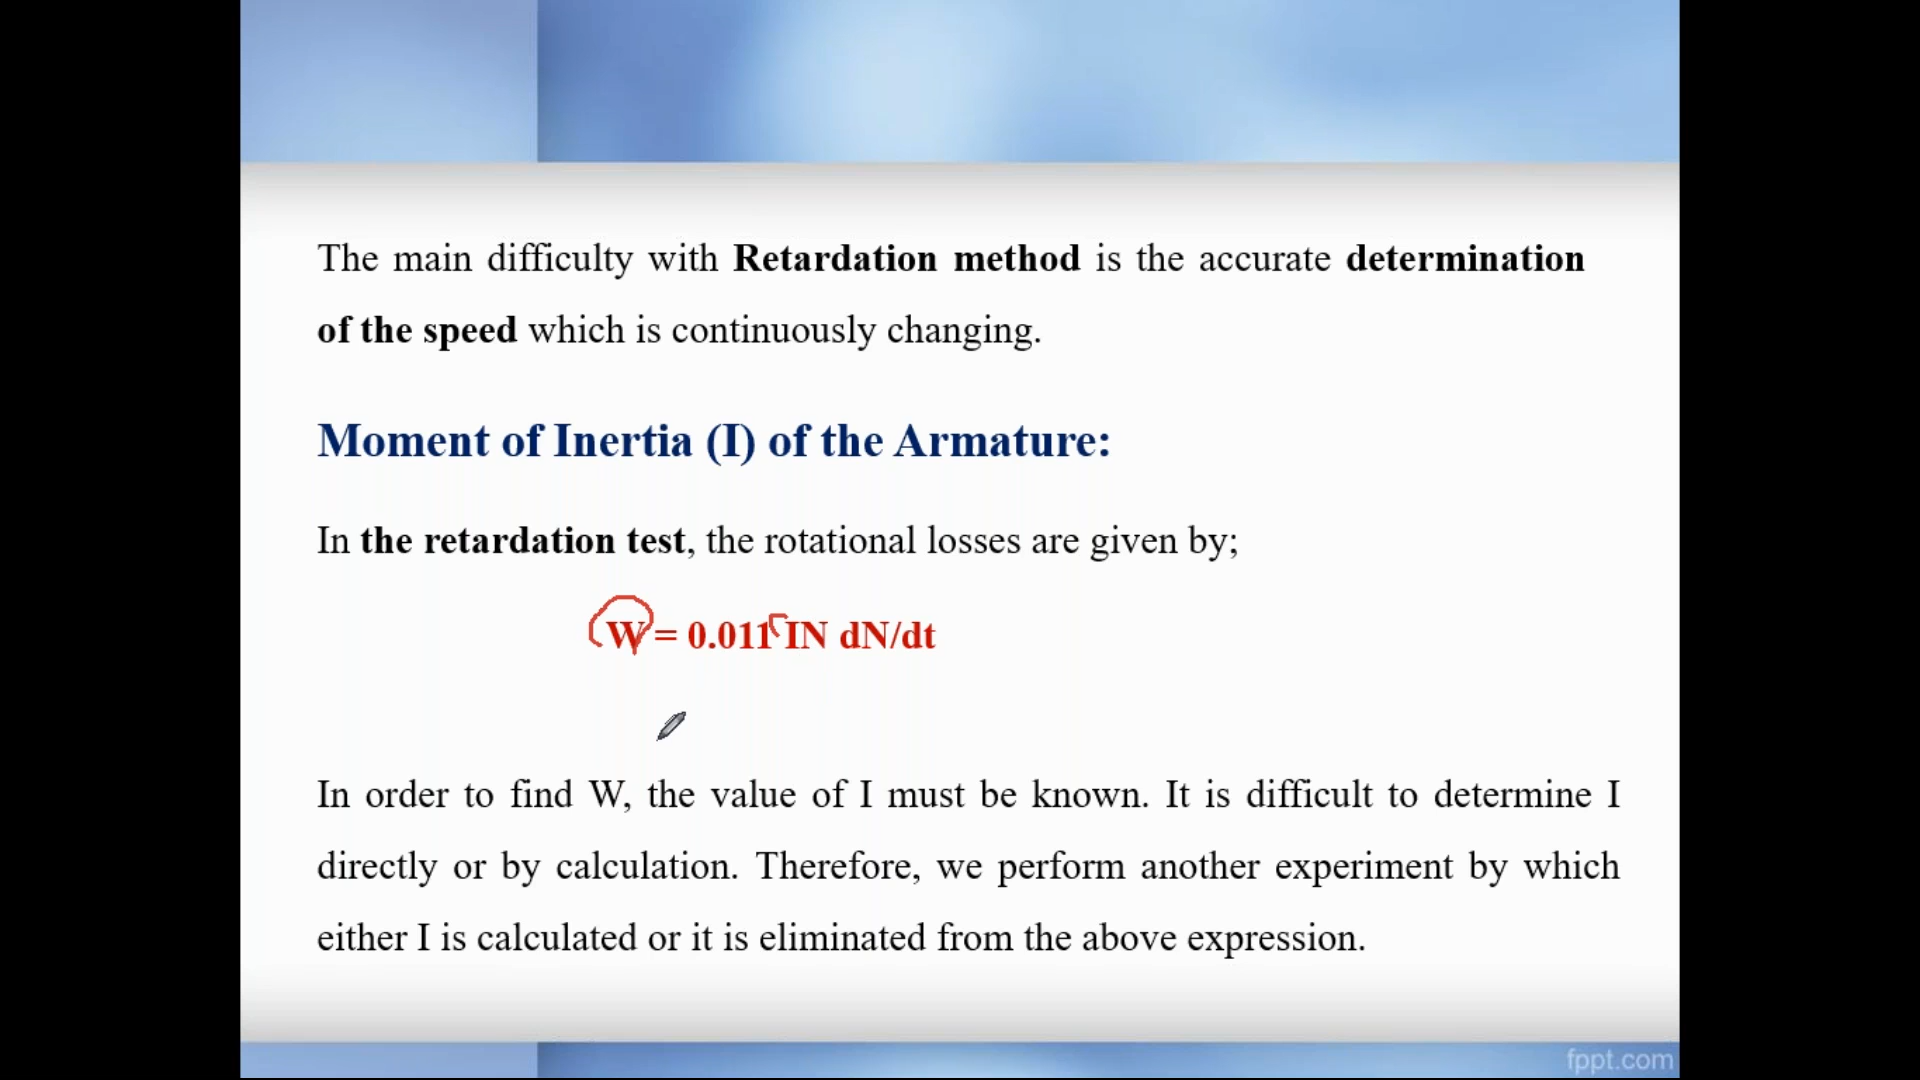 The main difficulty with Retardation method is the accurate determination
of the speed which is continuously changing.
Moment of Inertia (I) of the Armature:
In the retardation test, the rotational losses are given by;
W = 0.011 IN dN/dt
In order to find W, the value of I must be known. It is difficult to determine I
directly or by calculation. Therefore, we perform another experiment by which
either I is calculated or it is eliminated from the above expression.
fppt.com